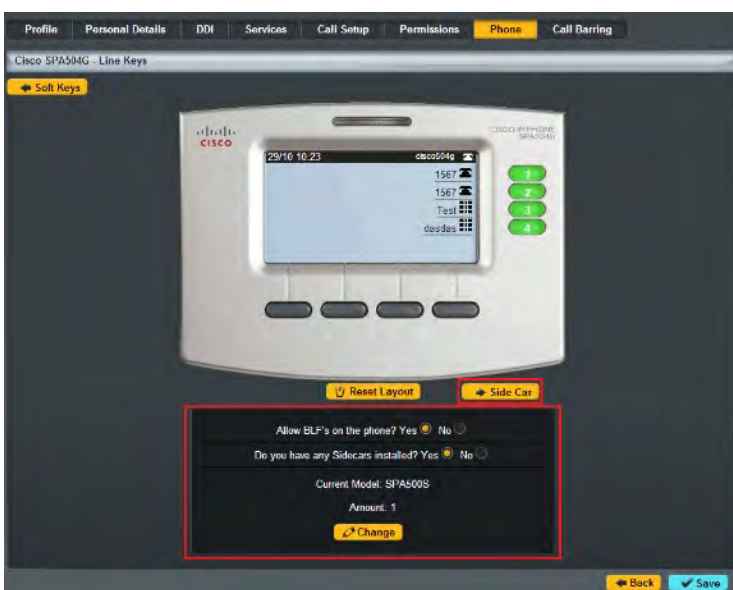 Profile Personal Details DDI Services Call Setup Permissions Phone Call Barring
Cisco SPA504G - Line Keys
Soft Keys
CISCO
CISCO IP PHONE
SPA504G
29/10 10:23 cisco504g
1567
1567
Test
dasdas
1
2
3
4
Reset Layout
Side Car
Allow BLF's on the phone? Yes No
Do you have any Sidecars installed? Yes No
Current Model: SPA500S
Amount: 1
Change
Back Save